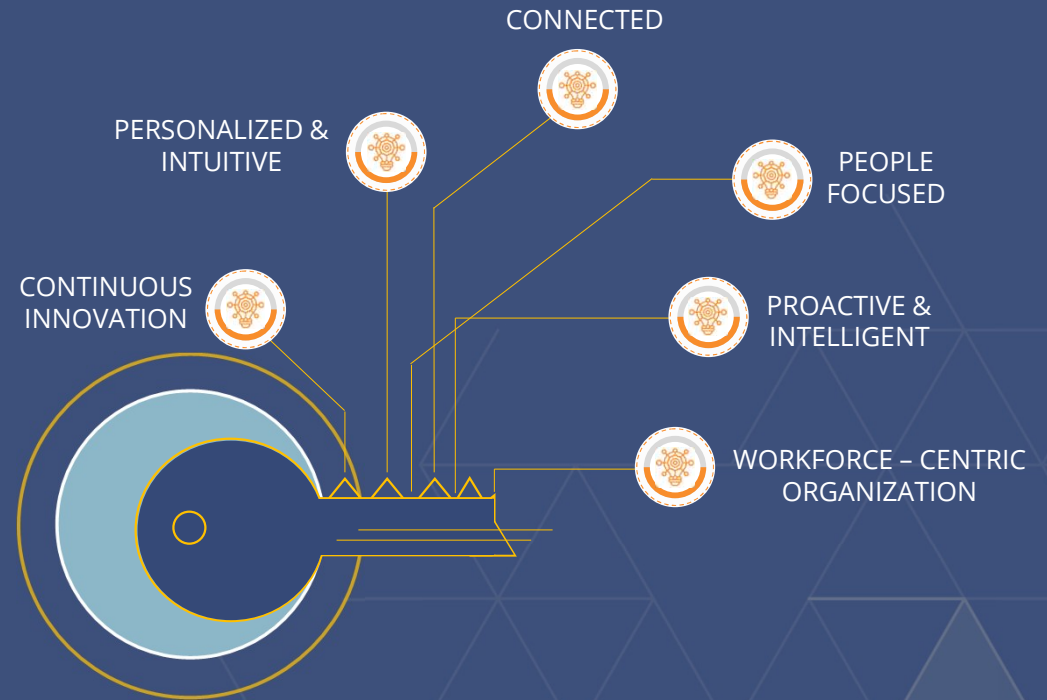 CONNECTED
PERSONALIZED &
INTUITIVE
PEOPLE
FOCUSED
CONTINUOUS
INNOVATION
PROACTIVE &
INTELLIGENT
WORKFORCE – CENTRIC
ORGANIZATION